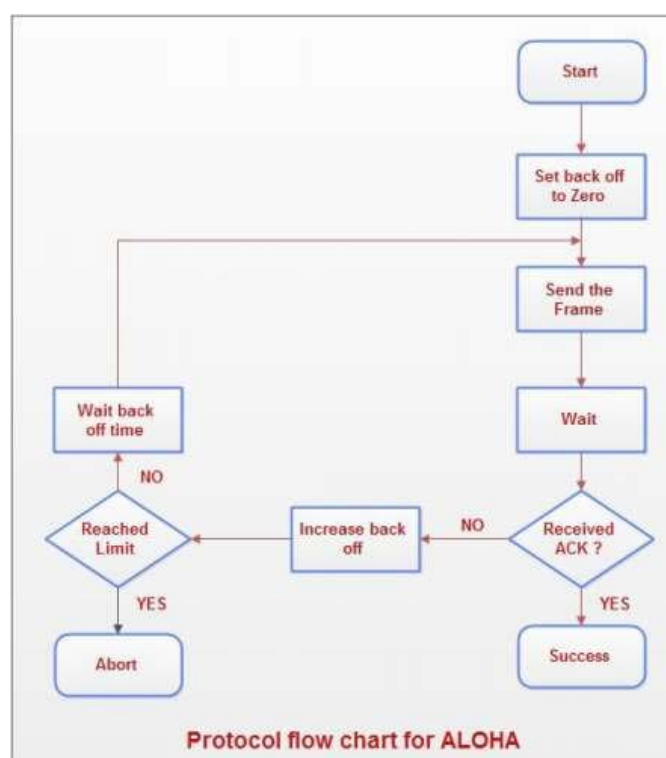 Start
Set back off
to Zero
Send the
Frame
Wait back
off time
Wait
NO
Reached
Limit
Increase back
off
NO
Received
ACK ?
YES
YES
Abort
Success
Protocol flow chart for ALOHA